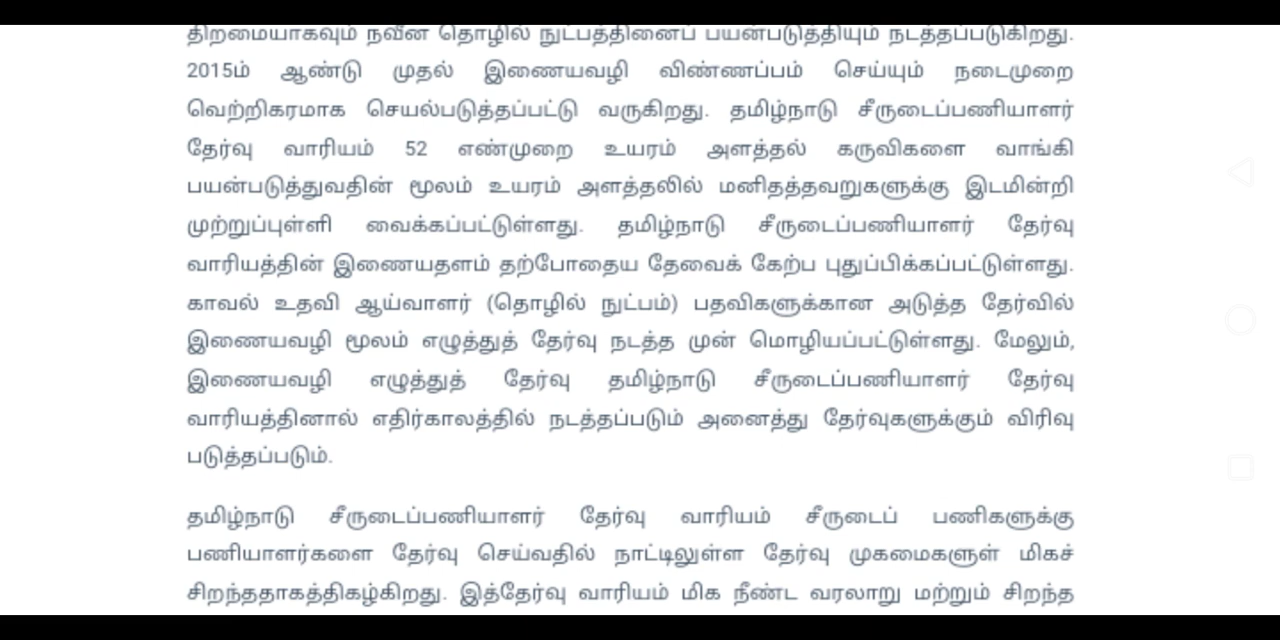 திறமையாகவும் நவீன தொழில் நுட்பத்தினைப் பயன்படுத்தியும் நடத்தப்படுகிறது.
2015ம் ஆண்டு முதல் இணையவழி விண்ணப்பம் செய்யும் நடைமுறை
வெற்றிகரமாக செயல்படுத்தப்பட்டு வருகிறது. தமிழ்நாடு சீருடைப்பணியாளர்
தேர்வு வாரியம் 52 எண்முறை உயரம் அளத்தல் கருவிகளை வாங்கி
பயன்படுத்துவதின் மூலம் உயரம் அளத்தலில் மனிதத்தவறுகளுக்கு இடமின்றி
முற்றுப்புள்ளி வைக்கப்பட்டுள்ளது. தமிழ்நாடு சீருடைப்பணியாளர் தேர்வு
வாரியத்தின் இணையதளம் தற்போதைய தேவைக் கேற்ப புதுப்பிக்கப்பட்டுள்ளது.
காவல் உதவி ஆய்வாளர் (தொழில் நுட்பம்) பதவிகளுக்கான அடுத்த தேர்வில்
இணையவழி மூலம் எழுத்துத் தேர்வு நடத்த முன் மொழியப்பட்டுள்ளது. மேலும்,
இணையவழி எழுத்துத் தேர்வு தமிழ்நாடு சீருடைப்பணியாளர் தேர்வு
வாரியத்தினால் எதிர்காலத்தில் நடத்தப்படும் அனைத்து தேர்வுகளுக்கும் விரிவு
படுத்தப்படும்.
தமிழ்நாடு சீருடைப்பணியாளர் தேர்வு வாரியம் சீருடைப் பணிகளுக்கு
பணியாளர்களை தேர்வு செய்வதில் நாட்டிலுள்ள தேர்வு முகமைகளுள் மிகச்
சிறந்ததாகத்திகழ்கிறது. இத்தேர்வு வாரியம் மிக நீண்ட வரலாறு மற்றும் சிறந்த